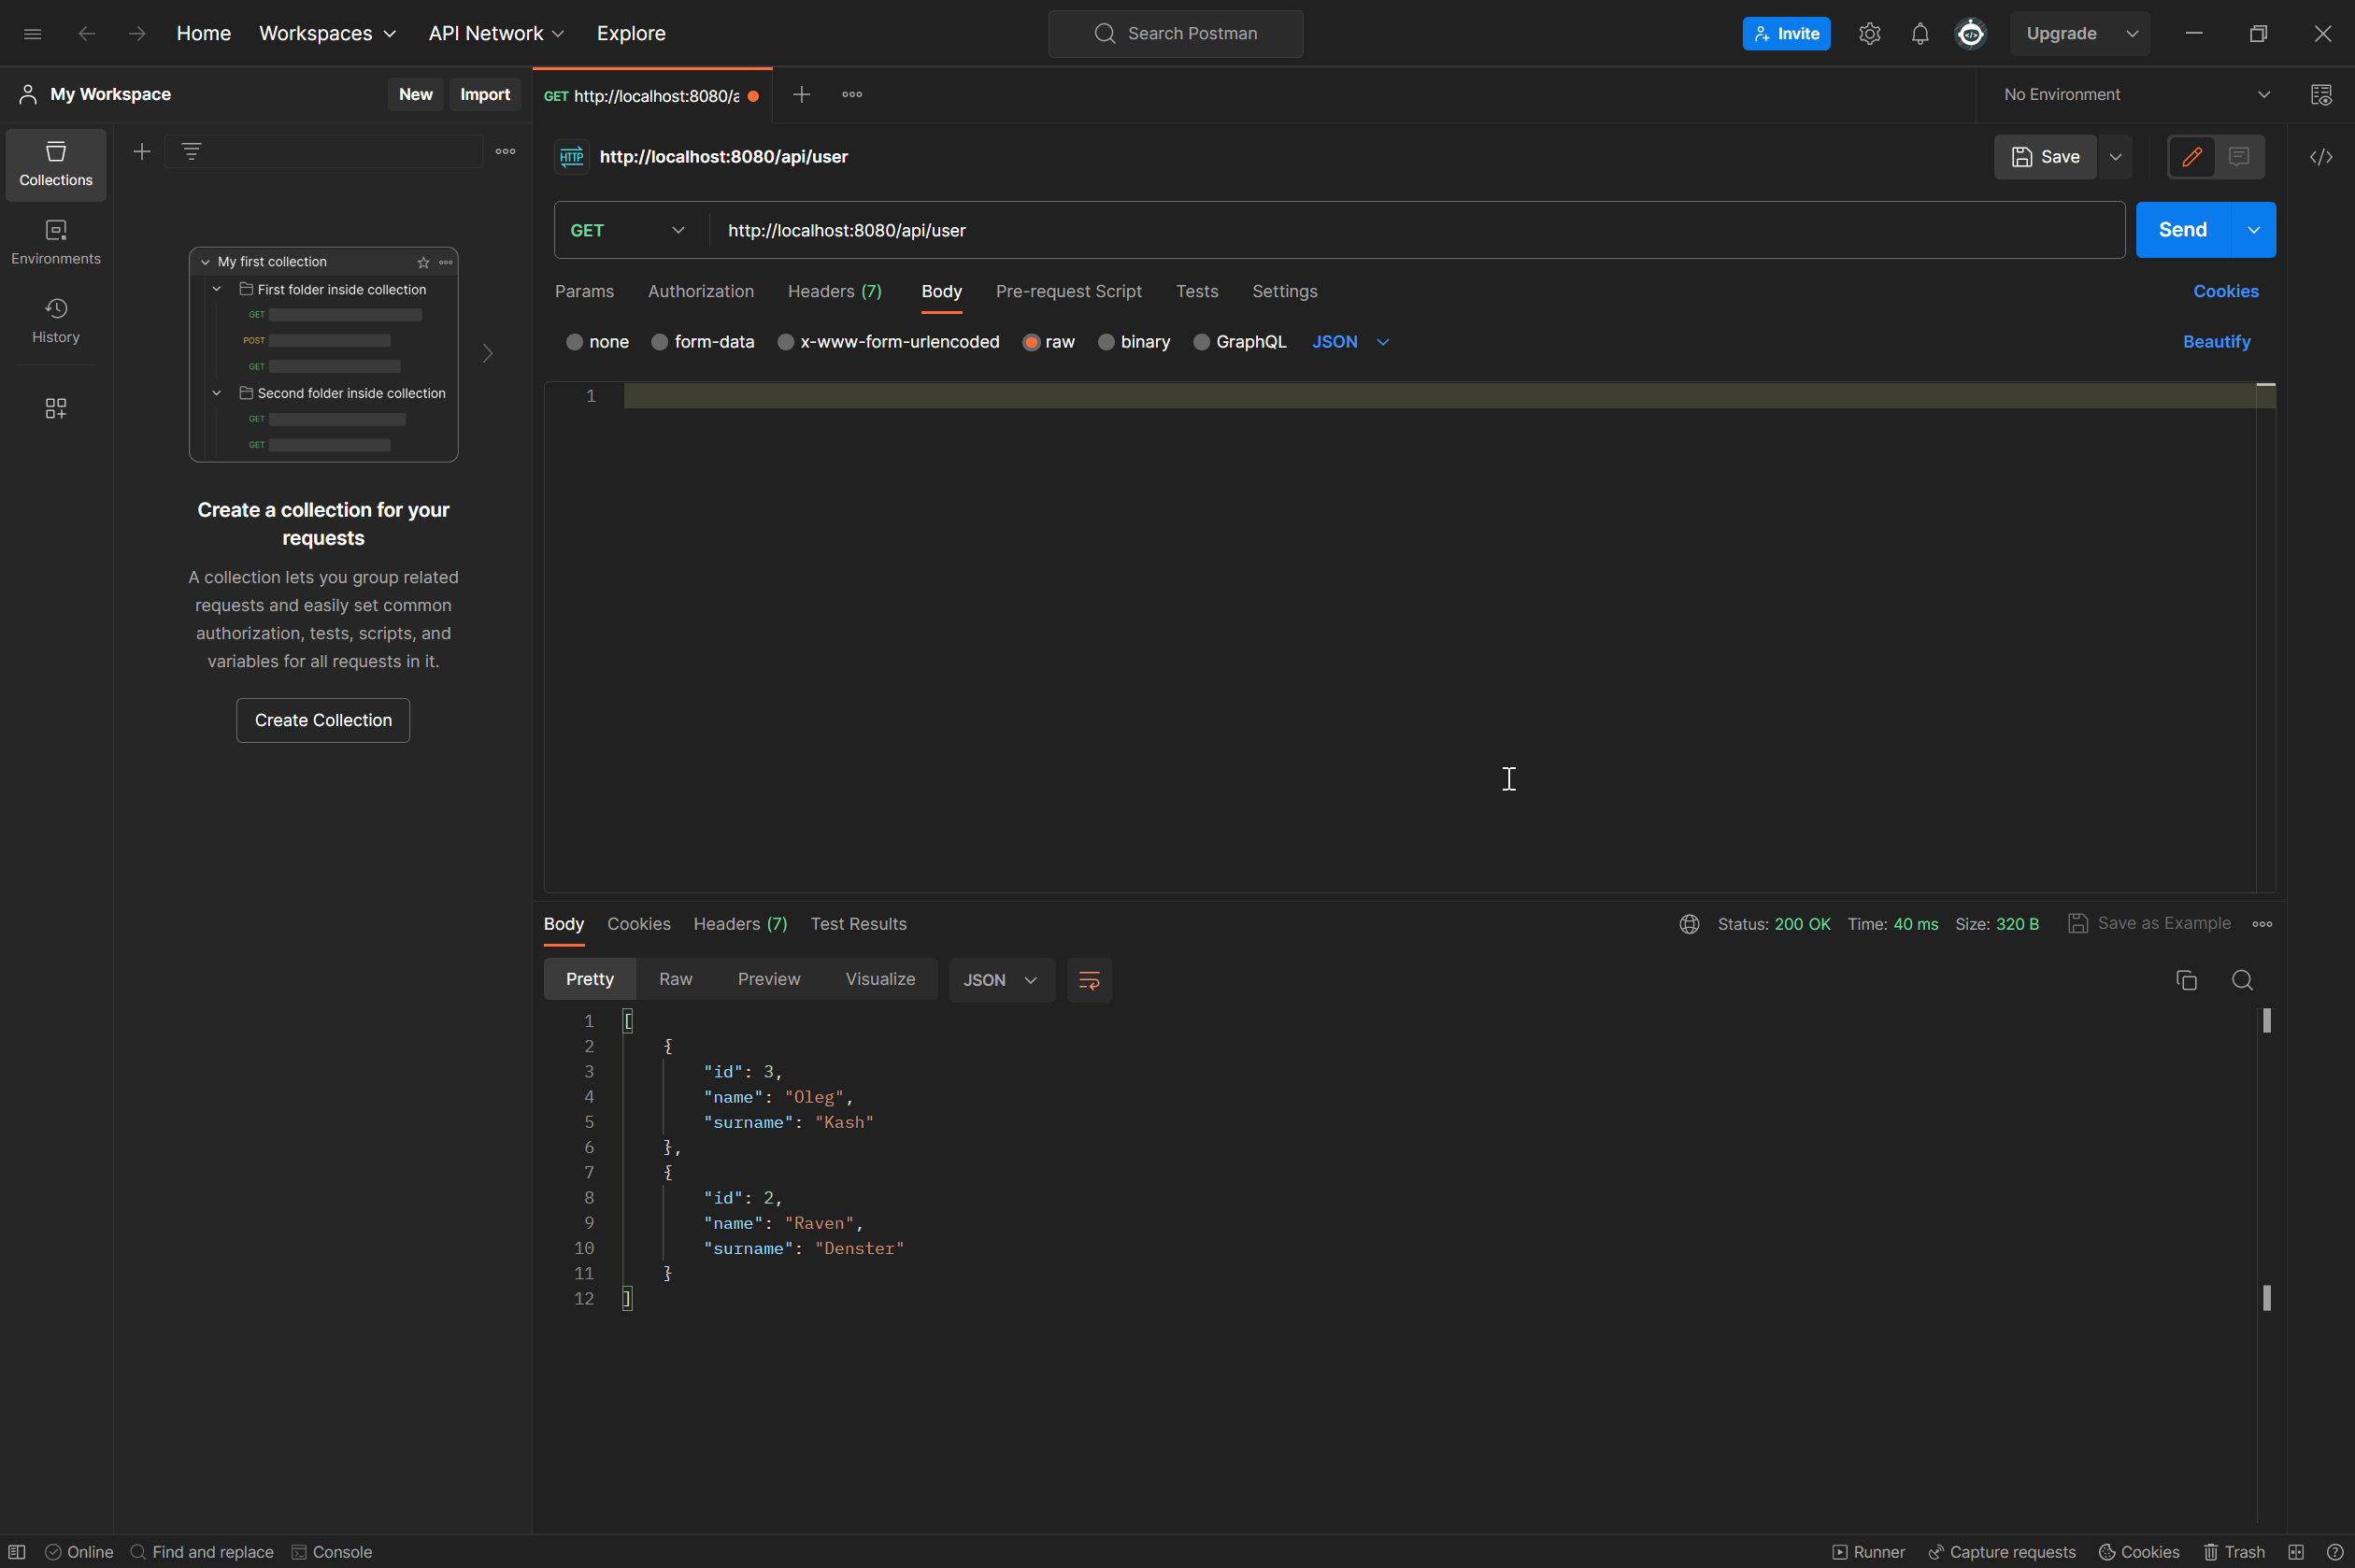 Home Workspaces API Network Explore Search Postman Invite Upgrade
My Workspace New Import GET http://localhost:8080/a No Environment
Collections
Environments
History
My first collection
First folder inside collection
GET
POST
GET
Second folder inside collection
GET
GET
Create a collection for your
requests
A collection lets you group related
requests and easily set common
authorization, tests, scripts, and
variables for all requests in it.
Create Collection
HTTP http://localhost:8080/api/user Save
GET http://localhost:8080/api/user Send
Params Authorization Headers (7) Body Pre-request Script Tests Settings Cookies
none form-data x-www-form-urlencoded raw binary GraphQL JSON Beautify
1
Body Cookies Headers (7) Test Results Status: 200 OK Time: 40 ms Size: 320 B Save as Example
Pretty Raw Preview Visualize JSON
1 [
2 {
3 "id": 3,
4 "name": "Oleg",
5 "surname": "Kash"
6 },
7 {
8 "id": 2,
9 "name": "Raven",
10 "surname": "Denster"
11 }
12 ]
Online Find and replace Console Runner Capture requests Cookies Trash